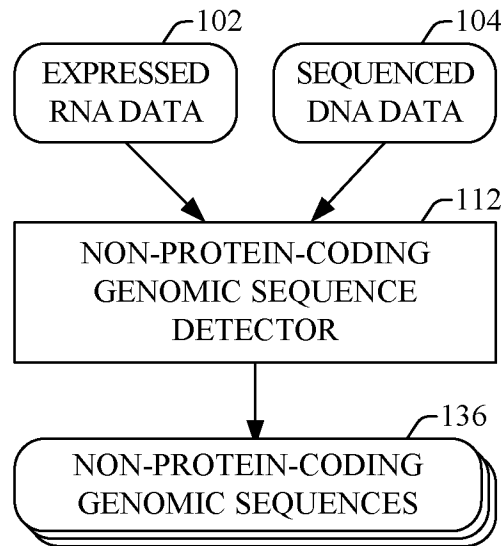 102
104
EXPRESSED
RNA DATA
SEQUENCED
DNA DATA
112
NON-PROTEIN-CODING
GENOMIC SEQUENCE
DETECTOR
136
NON-PROTEIN-CODING
GENOMIC SEQUENCES